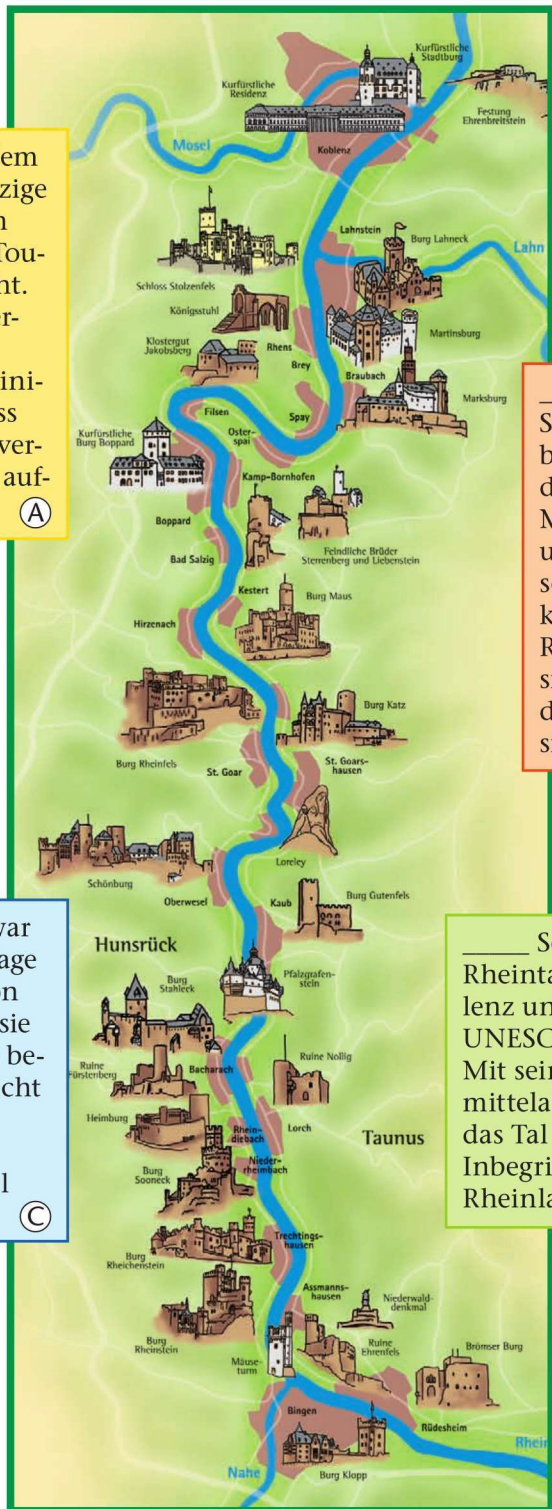 Kurfürstliche
Stadtburg
Kurfürstliche
Residenz
Festung
Ehrenbreitstein
Mosel
Koblenz
Lahnstein
Burg Lahneck
Lahn
Schloss Stolzenfels
Königsstuhl
Martinsburg
Klostergut
Jakobsberg
Rhens
Brey
Braubach
Marksburg
Filsen
Spay
Oster-
spai
Kurfürstliche
Burg Boppard
Kamp-Bornhofen
Boppard
Feindliche Brüder
Sterrenberg und Liebenstein
Bad Salzig
Kestert
Burg Maus
Hirzenach
Burg Katz
Burg Rheinfels
St. Goar
St. Goars-
hausen
Loreley
Schönburg
Oberwesel
Kaub
Burg Gutenfels
Hunsrück
Pfalzgrafen-
stein
Burg
Stahleck
Ruine
Fürstenberg
Bacharach
Ruine Nollig
Heimburg
Rhein-
diebach
Lorch
Taunus
Nieder-
rheimbach
Burg
Sooneck
Trechtings-
hausen
Burg
Rheichenstein
Assmanns-
hausen
Niederwald-
denkmal
Burg
Rheinstein
Mäuse-
turm
Ruine
Ehrenfels
Brömser Burg
Bingen
Rüdesheim
Rhein
Nahe
Burg Klopp
em
zige
n
Tou-
nt.
er-
ini-
ss
ver-
auf-
A
_
S
b
d
M
u
s
k
R
s
d
si
var
age
on
sie
be-
cht
l
C
_____ S
Rheinta
lenz un
UNESC
Mit sein
mittela
das Tal
Inbegri
Rheinla